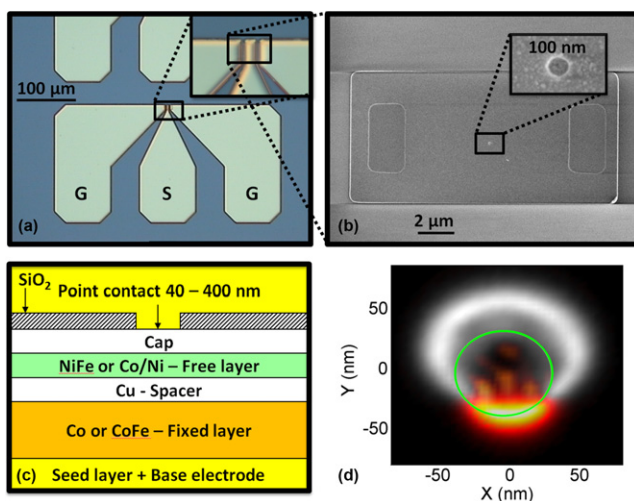 100 µm
G S G
(a)
100 nm
2 µm
(b)
SiO2
Point contact 40 – 400 nm
Cap
NiFe or Co/Ni – Free layer
Cu - Spacer
Co or CoFe – Fixed layer
Seed layer + Base electrode
(c)
Y (nm)
50
0
-50
-50 0 50
X (nm)
(d)